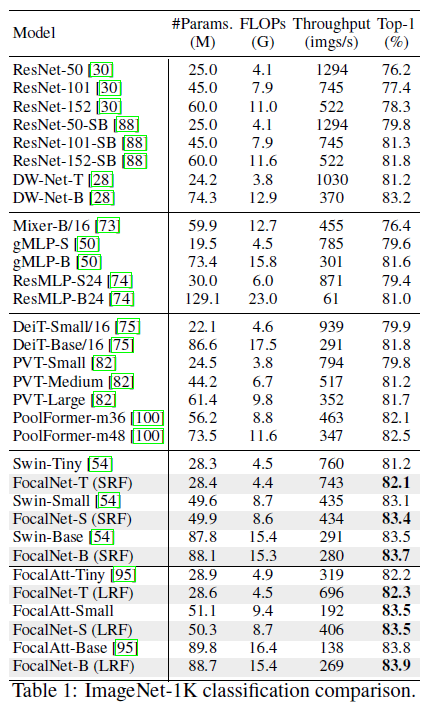 Model #Params. (M) FLOPs (G) Throughput (imgs/s) Top-1 (%)
ResNet-50 [30] 25.0 4.1 1294 76.2
ResNet-101 [30] 45.0 7.9 745 77.4
ResNet-152 [30] 60.0 11.0 522 78.3
ResNet-50-SB [88] 25.0 4.1 1294 79.8
ResNet-101-SB [88] 45.0 7.9 745 81.3
ResNet-152-SB [88] 60.0 11.6 522 81.8
DW-Net-T [28] 24.2 3.8 1030 81.2
DW-Net-B [28] 74.3 12.9 370 83.2
Mixer-B/16 [73] 59.9 12.7 455 76.4
gMLP-S [50] 19.5 4.5 785 79.6
gMLP-B [50] 73.4 15.8 301 81.6
ResMLP-S24 [74] 30.0 6.0 871 79.4
ResMLP-B24 [74] 129.1 23.0 61 81.0
DeiT-Small/16 [75] 22.1 4.6 939 79.9
DeiT-Base/16 [75] 86.6 17.5 291 81.8
PVT-Small [82] 24.5 3.8 794 79.8
PVT-Medium [82] 44.2 6.7 517 81.2
PVT-Large [82] 61.4 9.8 352 81.7
PoolFormer-m36 [100] 56.2 8.8 463 82.1
PoolFormer-m48 [100] 73.5 11.6 347 82.5
Swin-Tiny [54] 28.3 4.5 760 81.2
FocalNet-T (SRF) 28.4 4.4 743 82.1
Swin-Small [54] 49.6 8.7 435 83.1
FocalNet-S (SRF) 49.9 8.6 434 83.4
Swin-Base [54] 87.8 15.4 291 83.5
FocalNet-B (SRF) 88.1 15.3 280 83.7
FocalAtt-Tiny [95] 28.9 4.9 319 82.2
FocalNet-T (LRF) 28.6 4.5 696 82.3
FocalAtt-Small 51.1 9.4 192 83.5
FocalNet-S (LRF) 50.3 8.7 406 83.5
FocalAtt-Base [95] 89.8 16.4 138 83.8
FocalNet-B (LRF) 88.7 15.4 269 83.9
Table 1: ImageNet-1K classification comparison.